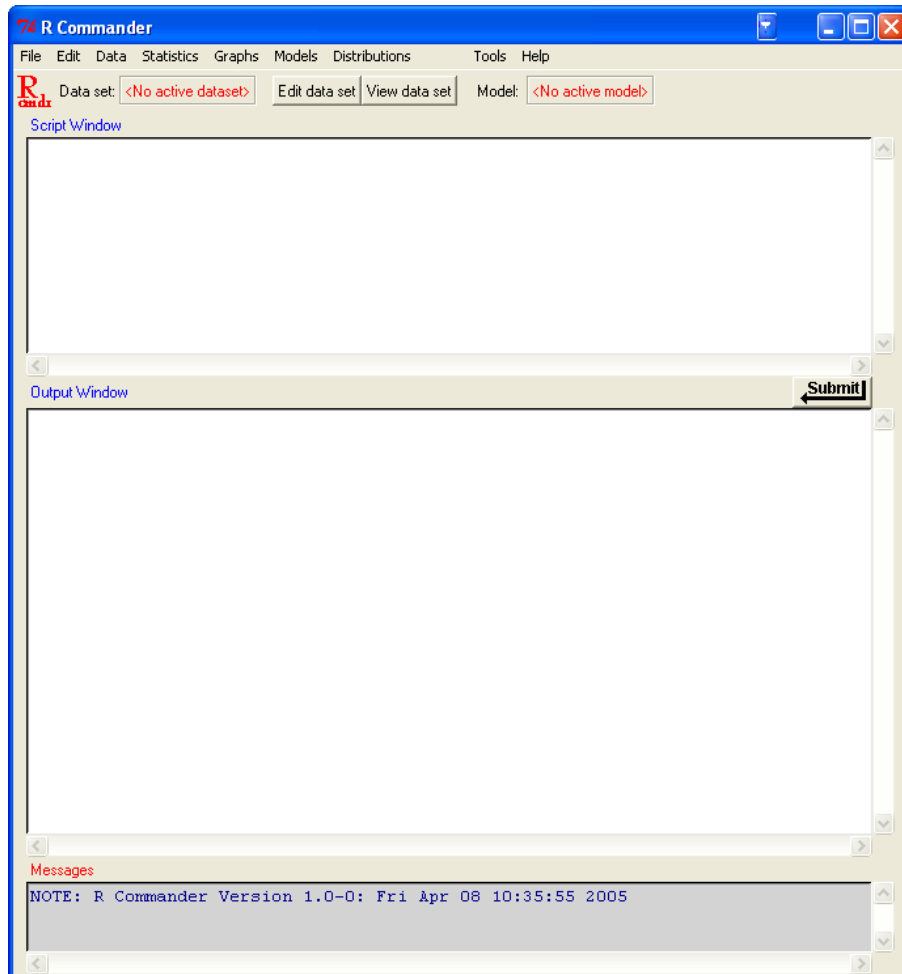 R Commander
File Edit Data Statistics Graphs Models Distributions Tools Help
R cmdr Data set: <No active dataset> Edit data set View data set Model: <No active model>
Script Window
Output Window Submit
Messages
NOTE: R Commander Version 1.0-0: Fri Apr 08 10:35:55 2005